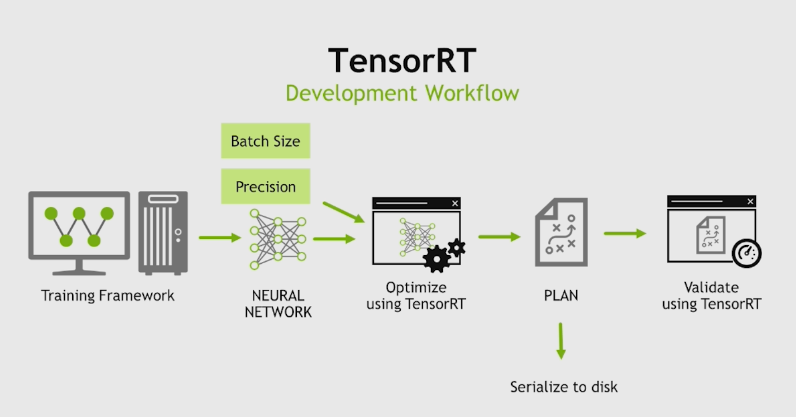 TensorRT
Development Workflow
Batch Size
Precision
Training Framework
NEURAL
NETWORK
Optimize
using TensorRT
PLAN
Validate
using TensorRT
Serialize to disk